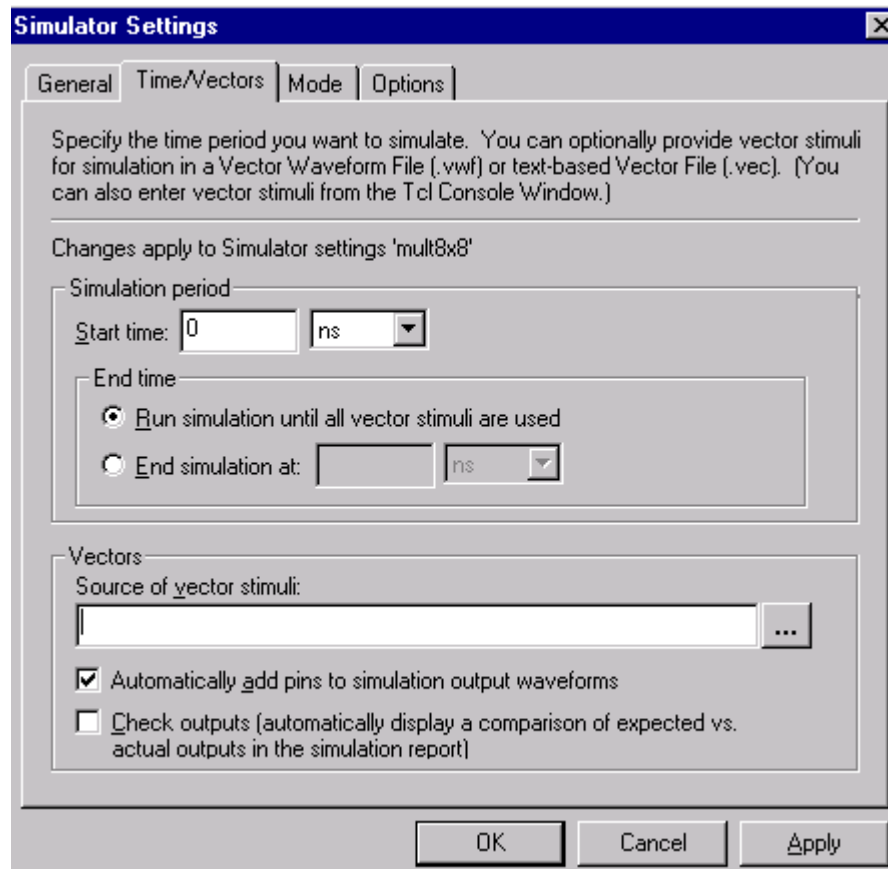 Simulator Settings
General Time/Vectors Mode Options
Specify the time period you want to simulate. You can optionally provide vector stimuli
for simulation in a Vector Waveform File (.vwf) or text-based Vector File (.vec). (You
can also enter vector stimuli from the Tcl Console Window.)
Changes apply to Simulator settings 'mult8x8'
Simulation period
Start time: 0 ns
End time
Run simulation until all vector stimuli are used
End simulation at: ns
Vectors
Source of vector stimuli:
...
Automatically add pins to simulation output waveforms
Check outputs (automatically display a comparison of expected vs.
actual outputs in the simulation report)
OK Cancel Apply